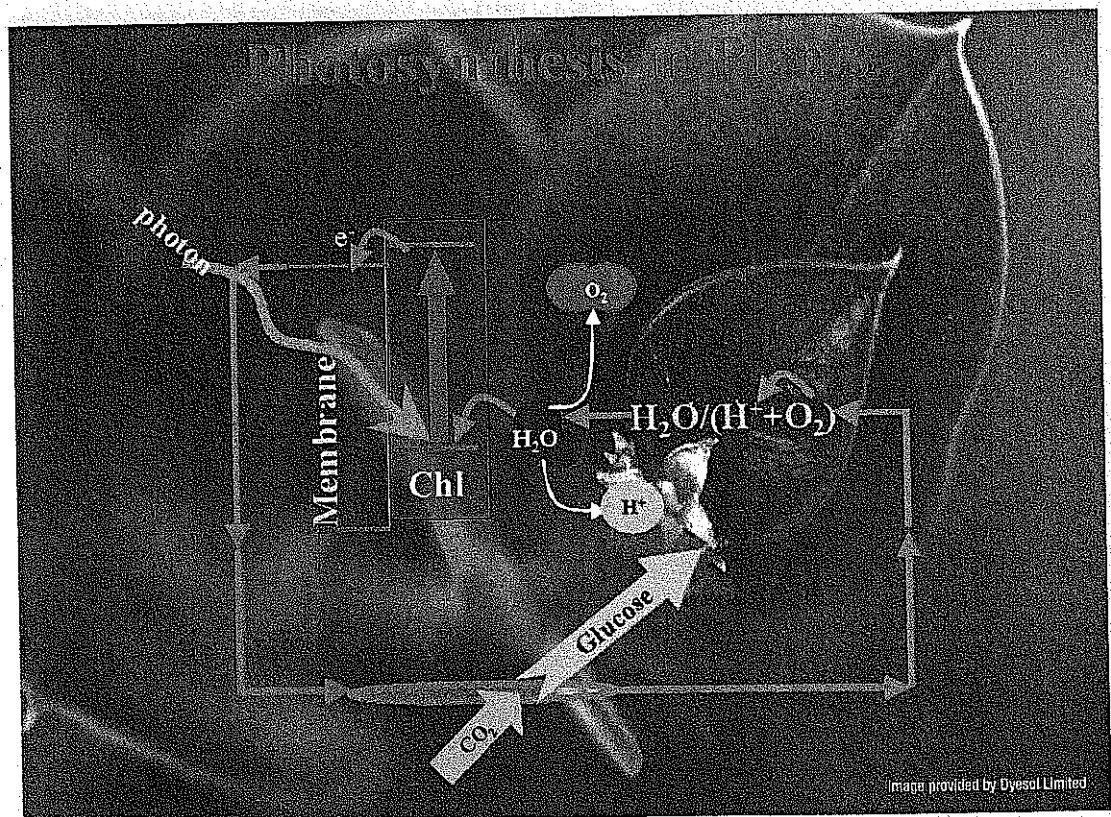 Photosynthesis in Plants
photon
e⁻
O₂
Membrane
H₂O
H₂O/(H⁺+O₂)
Chl
H⁺
Glucose
CO₂
Image provided by Dyesol Limited